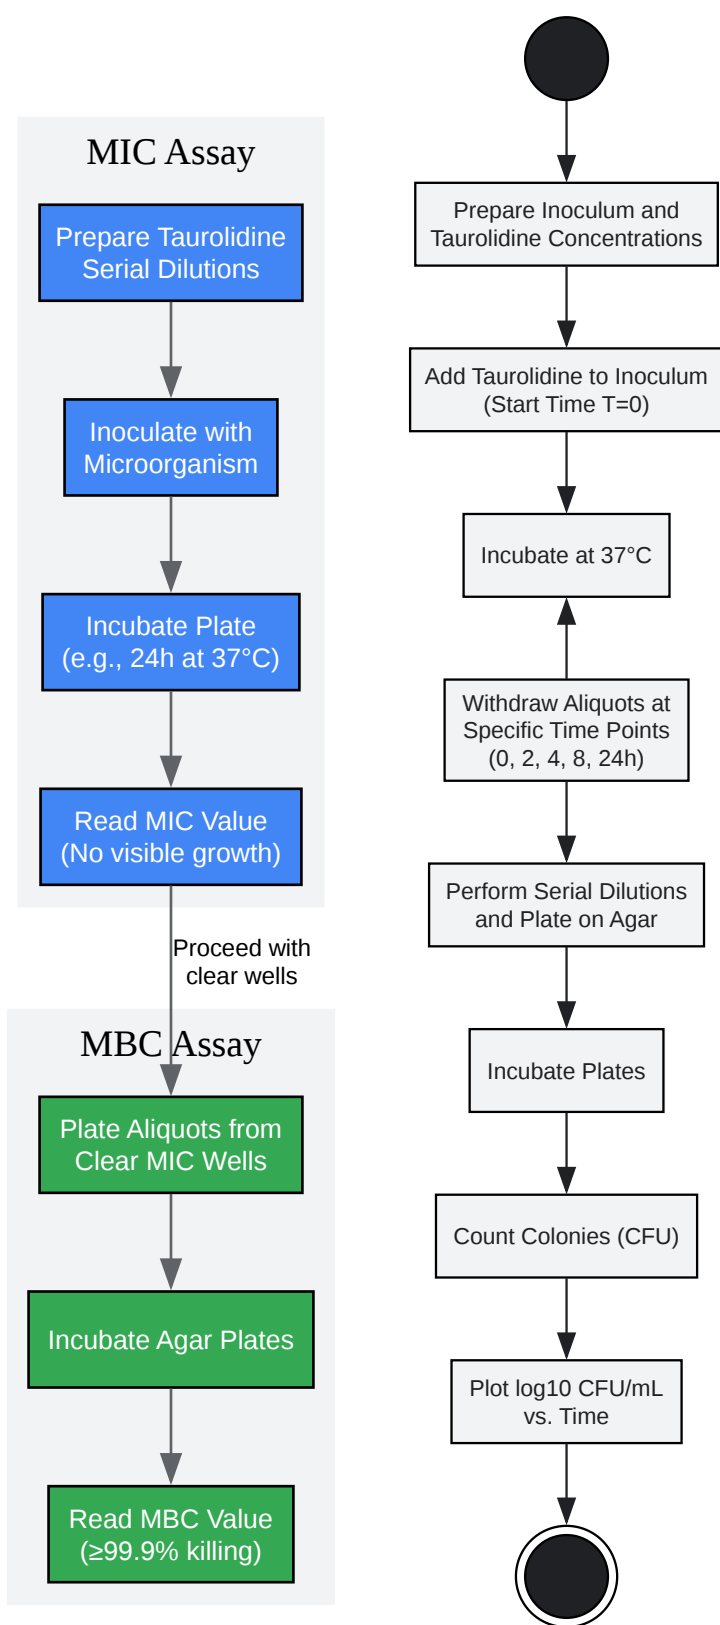 MIC Assay
Prepare Taurolidine
Serial Dilutions
Inoculate with
Microorganism
Incubate Plate
(e.g., 24h at 37°C)
Read MIC Value
(No visible growth)
Proceed with
clear wells
MBC Assay
Plate Aliquots from
Clear MIC Wells
Incubate Agar Plates
Read MBC Value
(≥99.9% killing)
Prepare Inoculum and
Taurolidine Concentrations
Add Taurolidine to Inoculum
(Start Time T=0)
Incubate at 37°C
Withdraw Aliquots at
Specific Time Points
(0, 2, 4, 8, 24h)
Perform Serial Dilutions
and Plate on Agar
Incubate Plates
Count Colonies (CFU)
Plot log10 CFU/mL
vs. Time